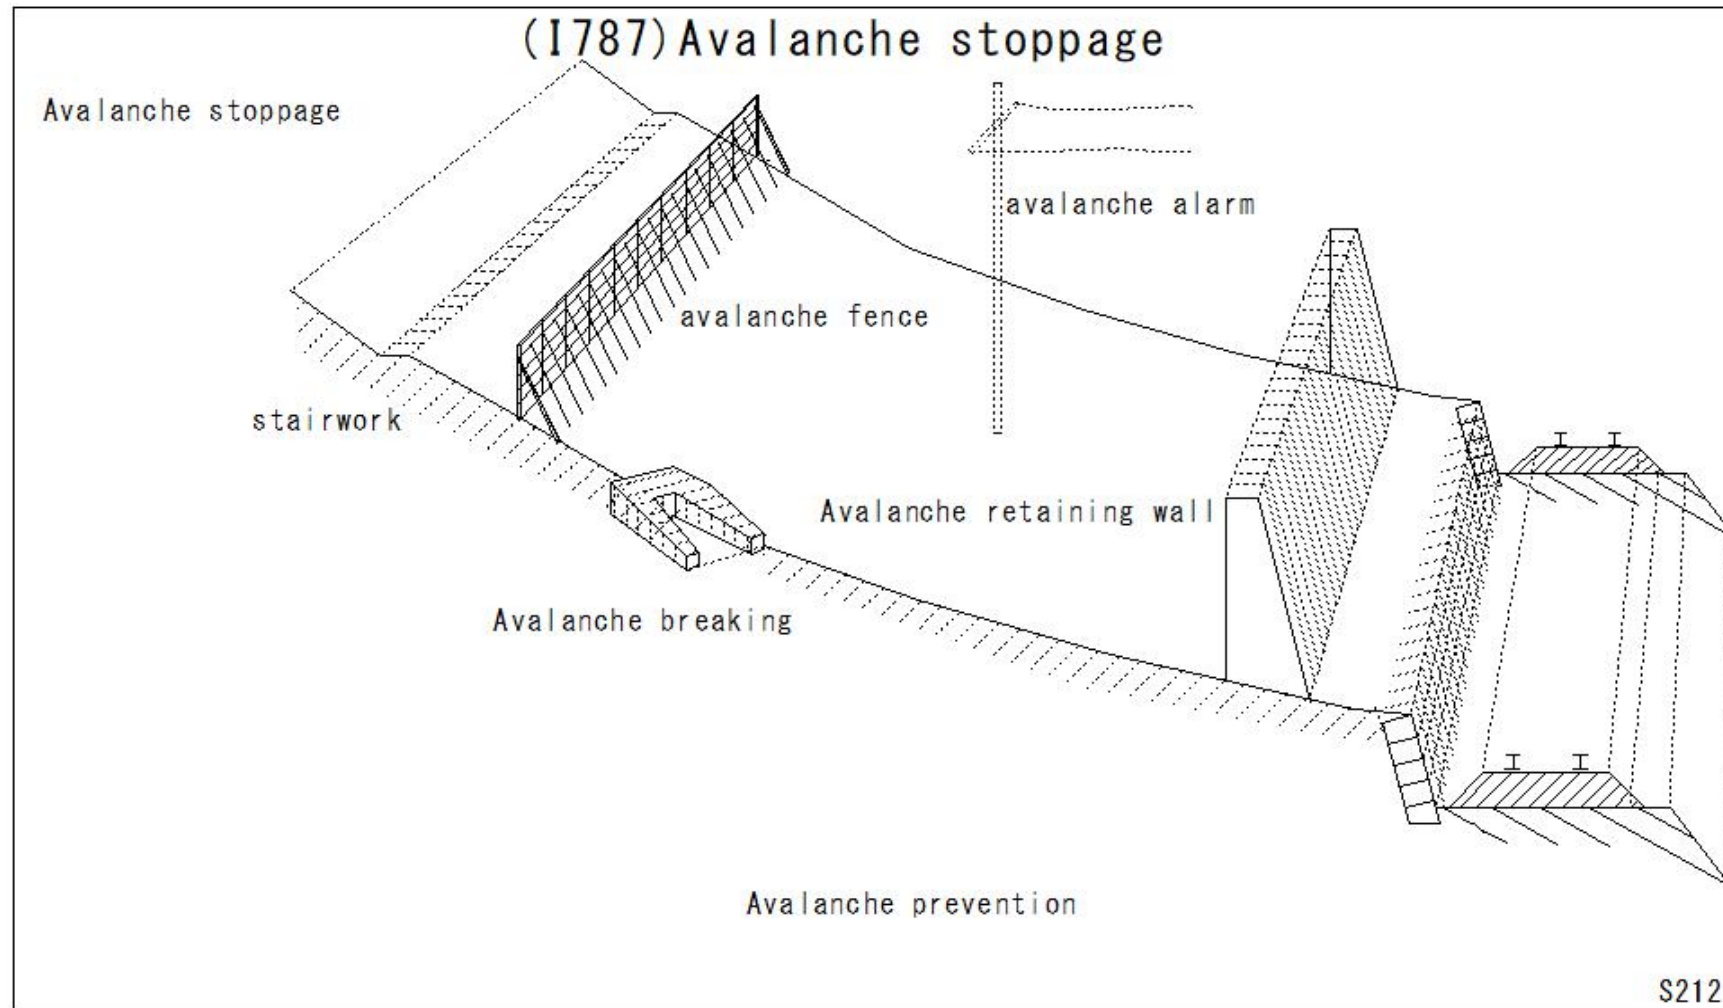 (I787)Avalanche stoppage
Avalanche stoppage
avalanche alarm
avalanche fence
stairwork
Avalanche retaining wall
Avalanche breaking
Avalanche prevention
S212